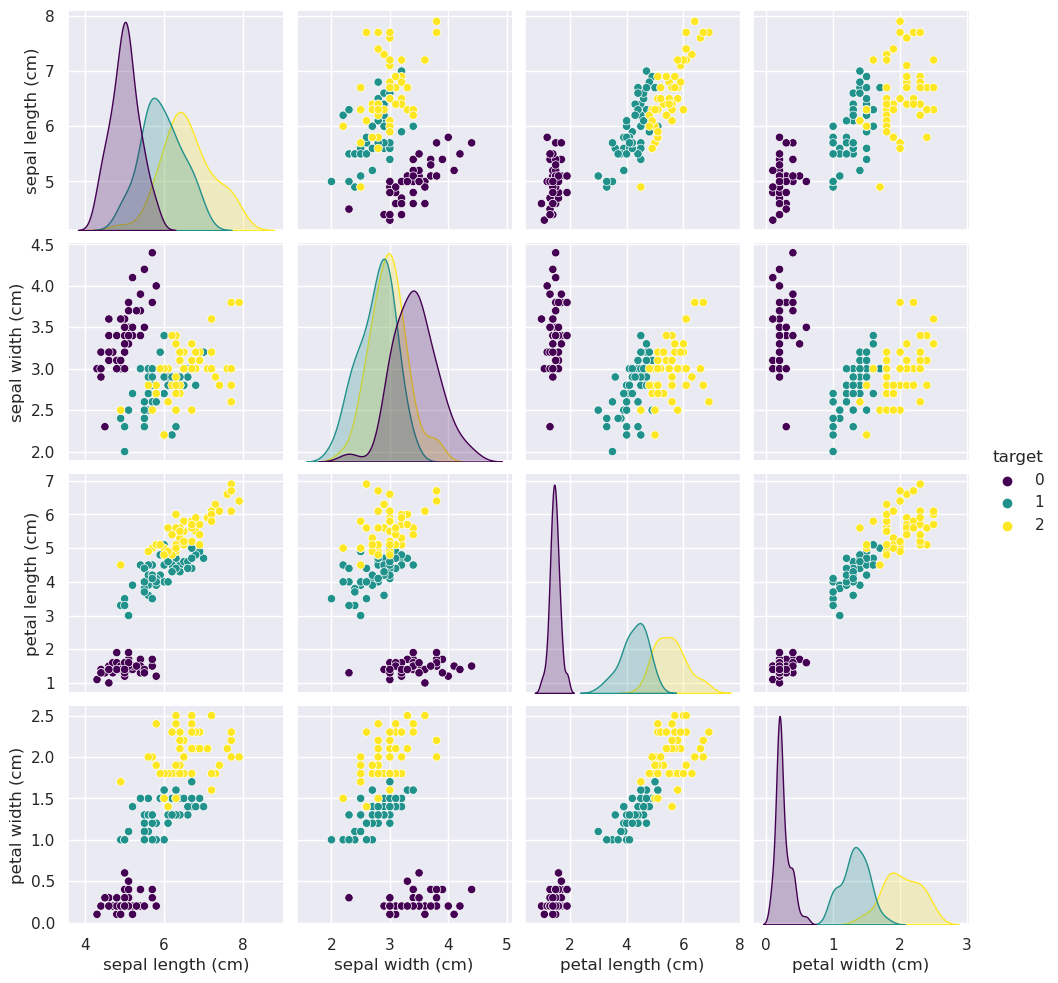 8
7
6
5
sepal length (cm)
4.5
4.0
3.5
3.0
2.5
2.0
sepal width (cm)
target
0
1
2
7
6
5
4
3
2
1
petal length (cm)
2.5
2.0
1.5
1.0
0.5
0.0
petal width (cm)
4 6 8
2 3 4 5
2 4 6 8
0 1 2 3
sepal length (cm)
sepal width (cm)
petal length (cm)
petal width (cm)